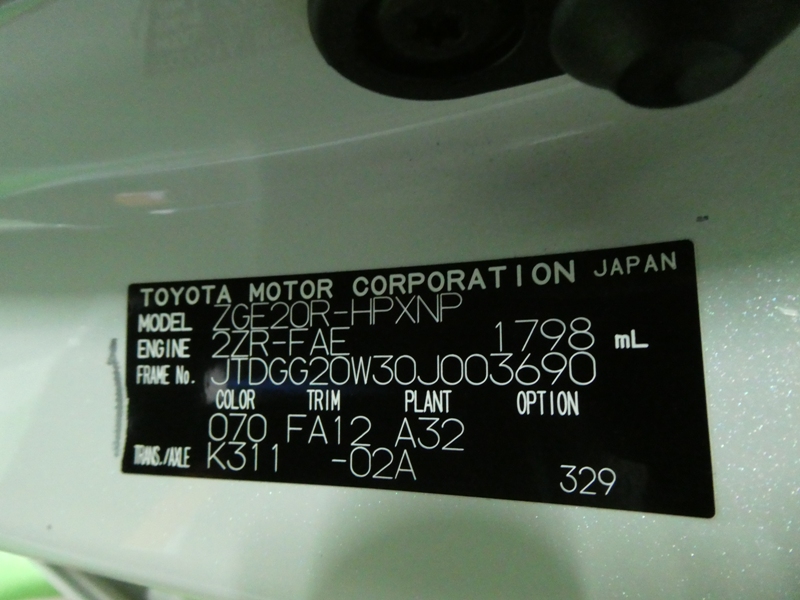 TOYOTA MOTOR CORPORATION JAPAN
MODEL ZGE20R-HPXNP
ENGINE 2ZR-FAE 1798 mL
FRAME No. JTDGG20W30J003690
COLOR TRIM PLANT OPTION
070 FA12 A32
TRANS./AXLE K311 -02A
329